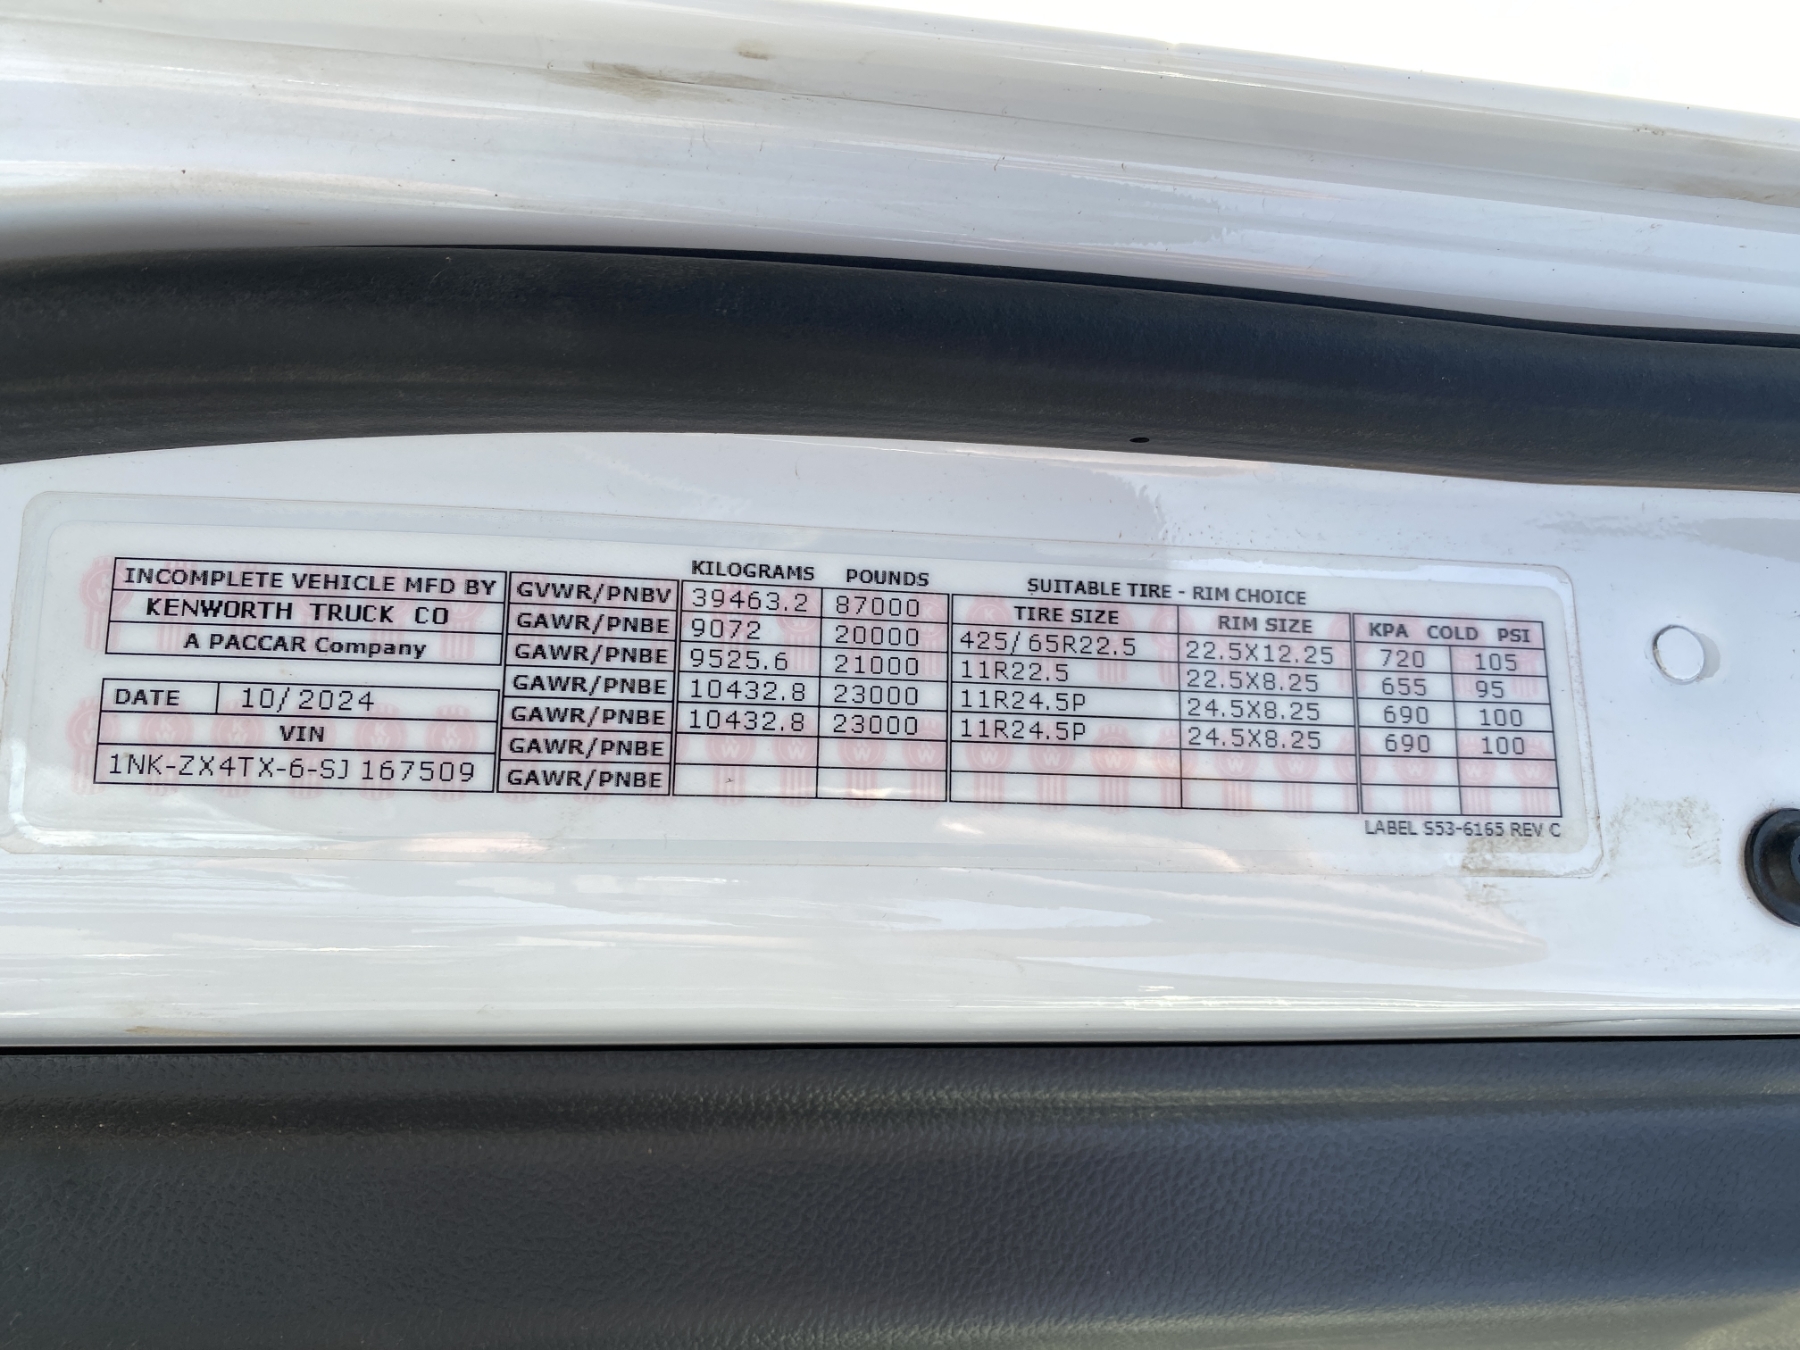 KILOGRAMS POUNDS SUITABLE TIRE - RIM CHOICE
INCOMPLETE VEHICLE MFD BY
KENWORTH TRUCK CO
A PACCAR Company
DATE 10/2024
VIN
1NK-ZX4TX-6-SJ167509
TIRE SIZE RIM SIZE KPA COLD PSI
GVWR/PNBV 39463.2 87000
GAWR/PNBE 9072 20000 425/65R22.5 22.5X12.25 720 105
GAWR/PNBE 9525.6 21000 11R22.5 22.5X8.25 655 95
GAWR/PNBE 10432.8 23000 11R24.5P 24.5X8.25 690 100
GAWR/PNBE 10432.8 23000 11R24.5P 24.5X8.25 690 100
GAWR/PNBE
GAWR/PNBE
LABEL S53-6165 REV C